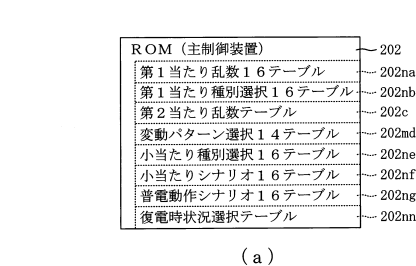 ROM（主制御装置） 202
第１当たり乱数１６テーブル 202na
第１当たり種別選択１６テーブル 202nb
第２当たり乱数テーブル 202c
変動パターン選択１４テーブル 202md
小当たり種別選択１６テーブル 202ne
小当たりシナリオ１６テーブル 202nf
普電動作シナリオ１６テーブル 202ng
復電時状況選択テーブル 202nn
(a)